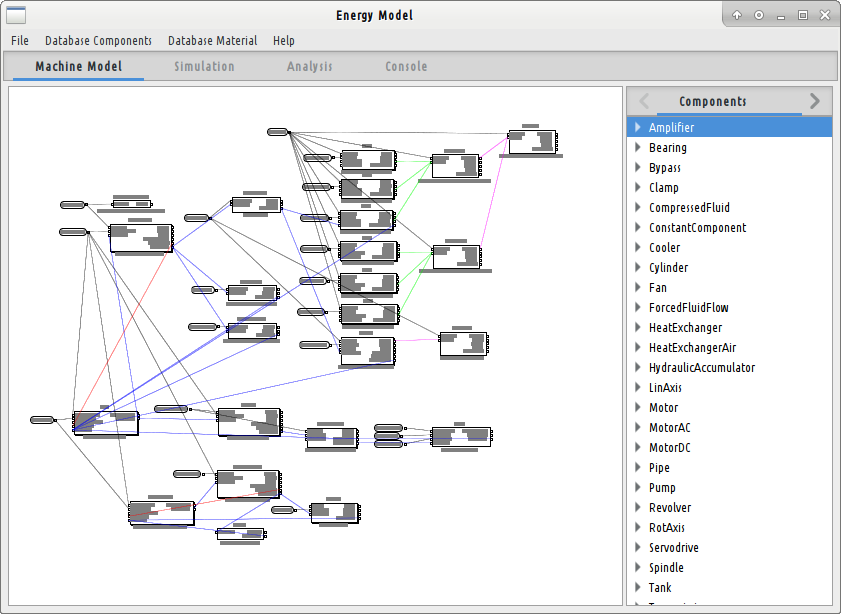 Energy Model
File Database Components Database Material Help
Machine Model Simulation Analysis Console
Components
Amplifier
Bearing
Bypass
Clamp
CompressedFluid
ConstantComponent
Cooler
Cylinder
Fan
ForcedFluidFlow
HeatExchanger
HeatExchangerAir
HydraulicAccumulator
LinAxis
Motor
MotorAC
MotorDC
Pipe
Pump
Revolver
RotAxis
Servodrive
Spindle
Tank